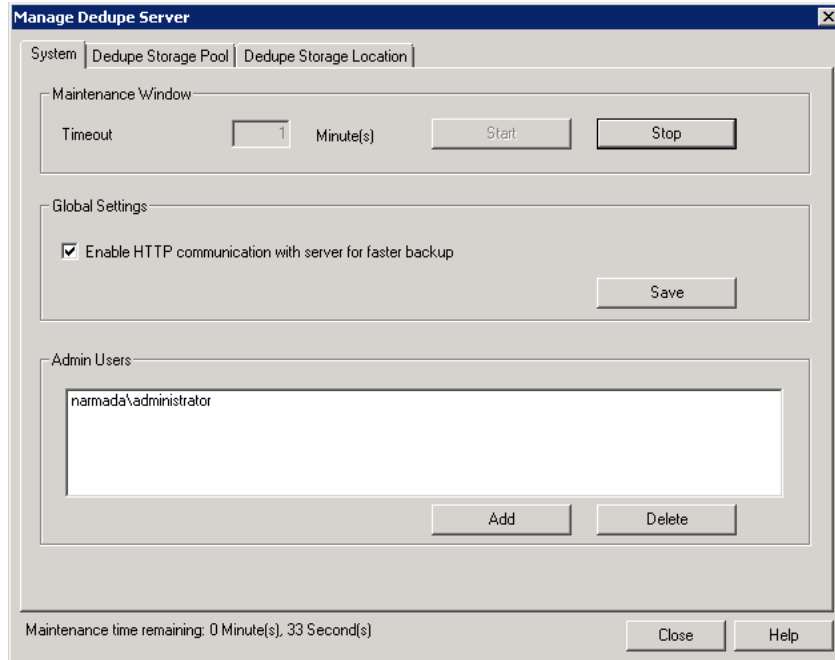 Manage Dedupe Server
System Dedupe Storage Pool Dedupe Storage Location
Maintenance Window
Timeout 1 Minute(s) Start Stop
Global Settings
Enable HTTP communication with server for faster backup
Save
Admin Users
narmada\administrator
Add Delete
Maintenance time remaining: 0 Minute(s), 33 Second(s)
Close Help